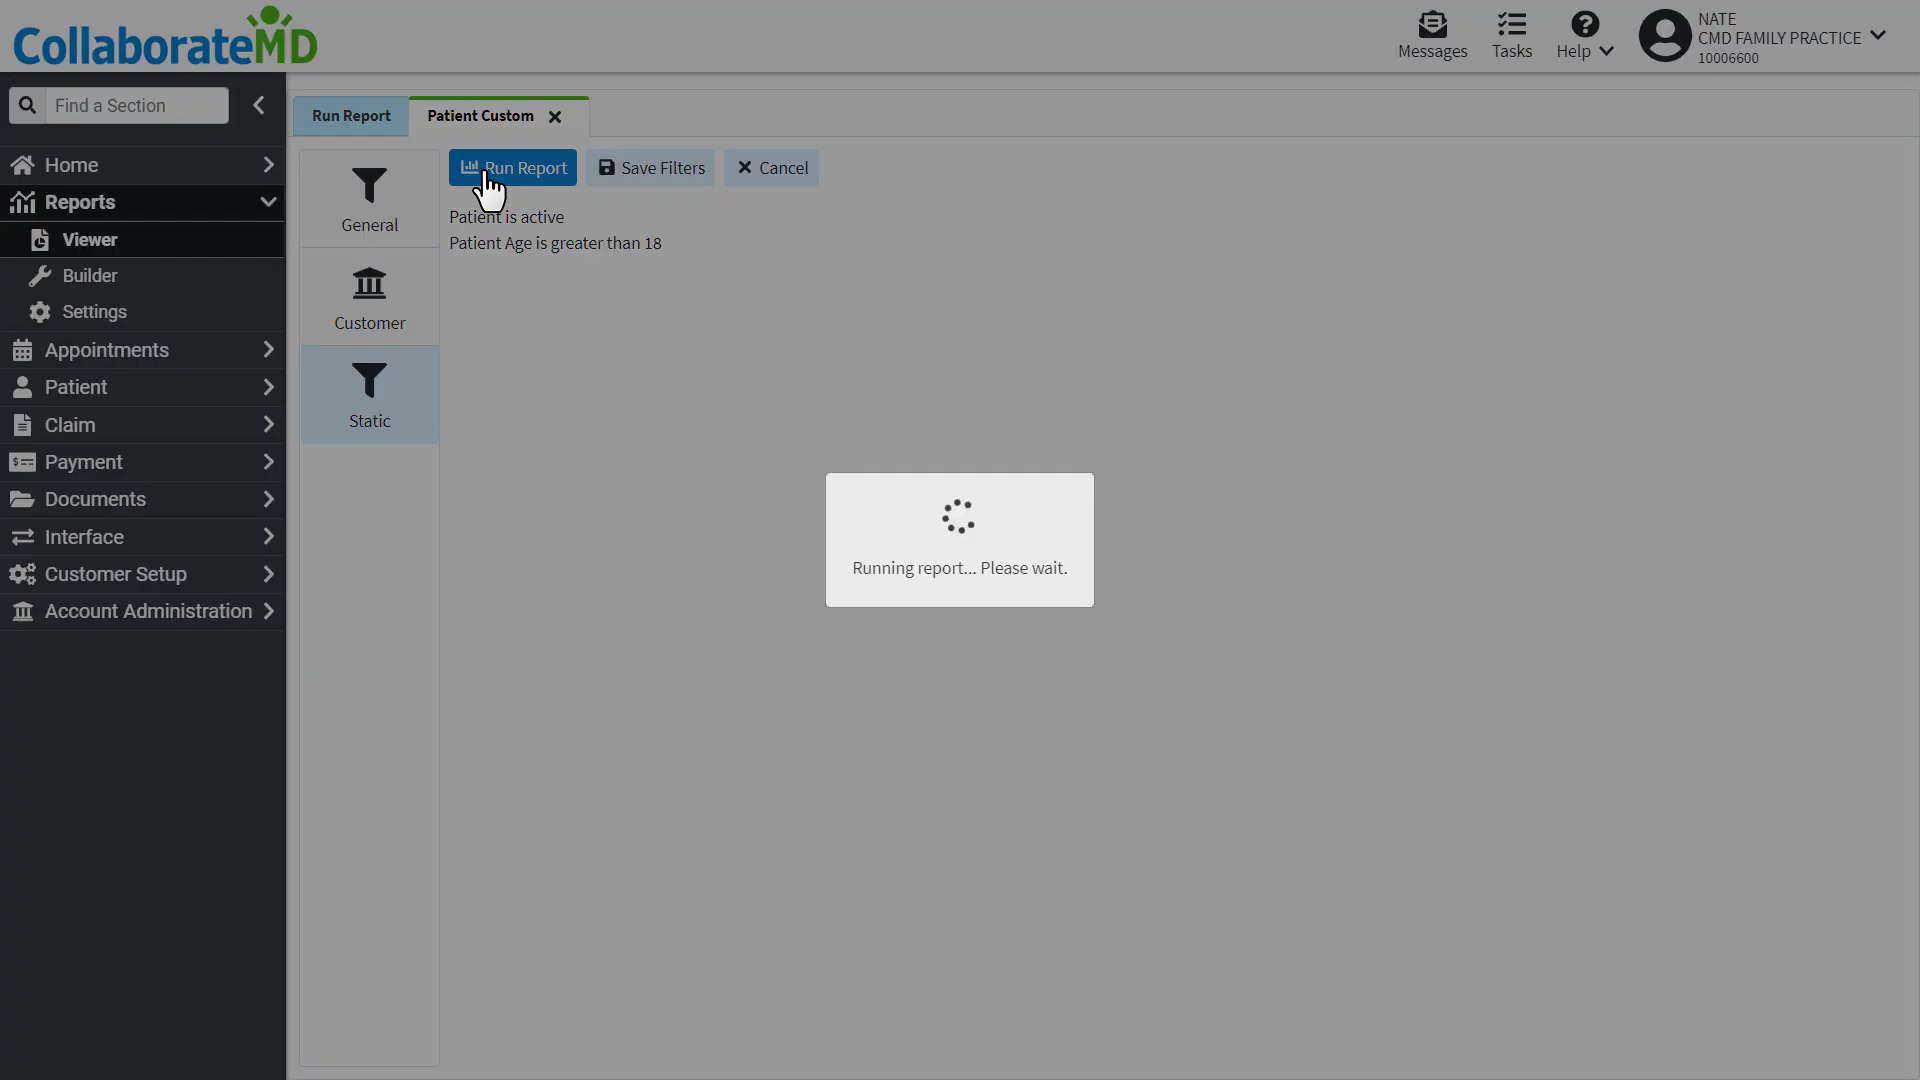 CollaborateMD
Messages
Tasks
Help
NATE
CMD FAMILY PRACTICE
10006600
Find a Section
Home
Reports
Viewer
Builder
Settings
Appointments
Patient
Claim
Payment
Documents
Interface
Customer Setup
Account Administration
Run Report
Patient Custom
General
Customer
Static
Run Report
Save Filters
Cancel
Patient is active
Patient Age is greater than 18
Running report... Please wait.